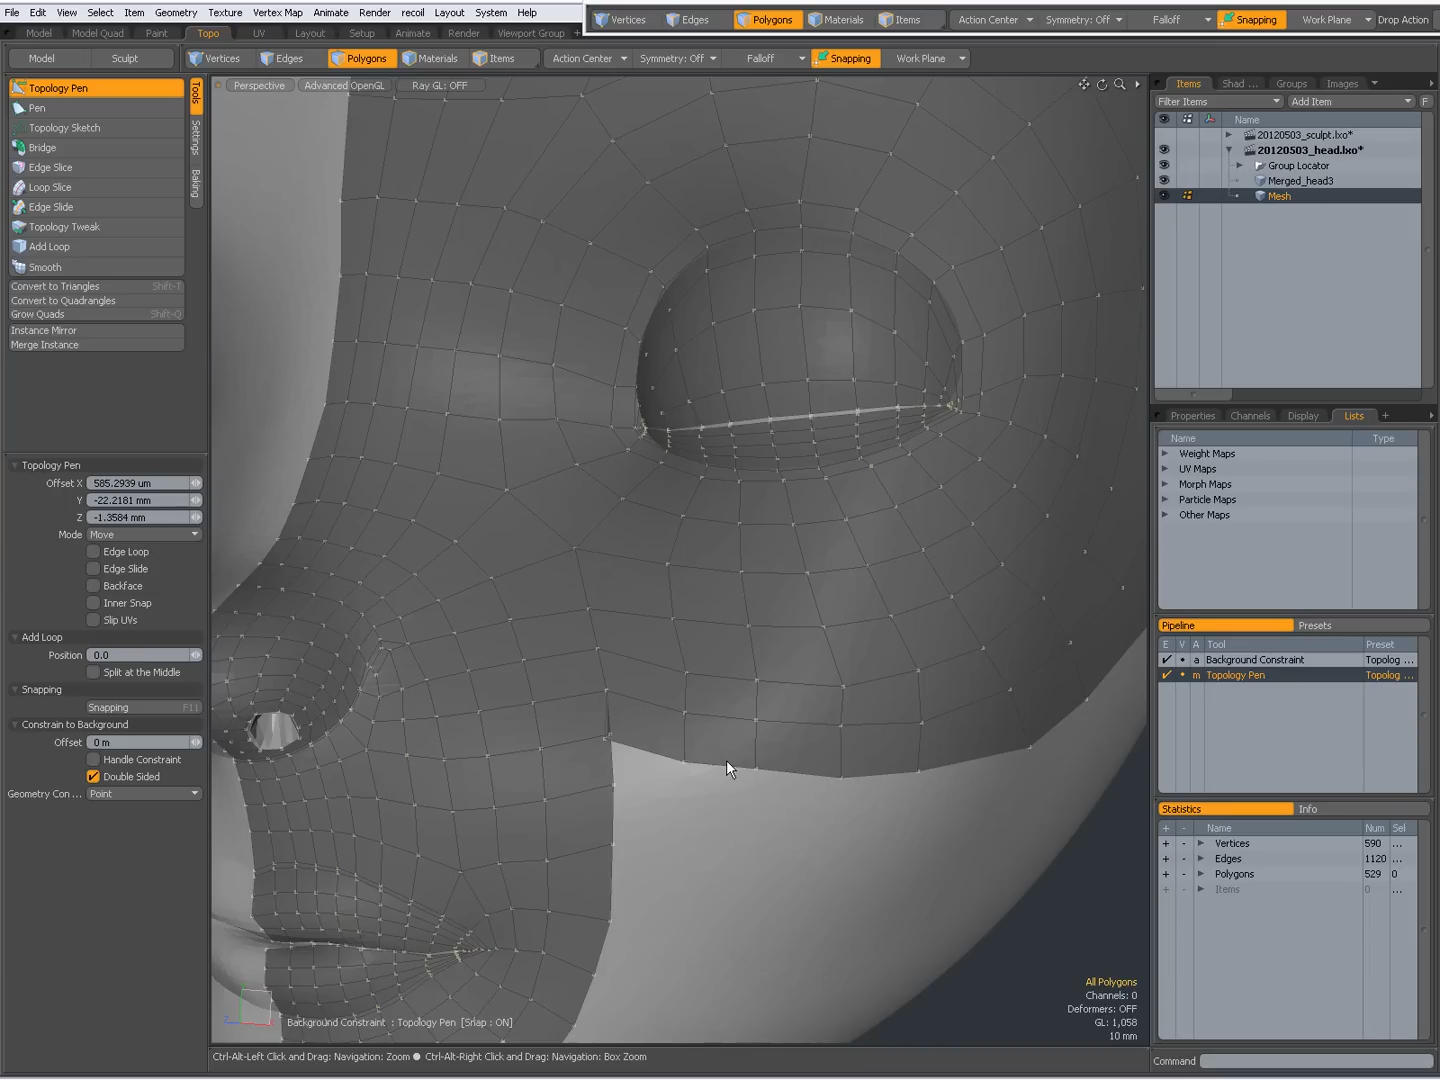 File Edit View Select Item Geometry Texture Vertex Map Animate Render recoil Layout System Help
Vertices Edges Polygons Materials Items Action Center Symmetry: Off Falloff Snapping Work Plane Drop Action
Model Model Quad Paint Topo UV Layout Setup Animate Render Viewport Group +
Model Sculpt Vertices Edges Polygons Materials Items Action Center Symmetry: Off Falloff Snapping Work Plane
Topology Pen
Pen
Topology Sketch
Bridge
Edge Slice
Loop Slice
Edge Slide
Topology Tweak
Add Loop
Smooth
Convert to Triangles Shift-T
Convert to Quadrangles
Grow Quads Shift-Q
Instance Mirror
Merge Instance
Tools
Settings
Baking
Topology Pen
Offset X 585.2939 um
Y -22.2181 mm
Z -1.3584 mm
Mode Move
Edge Loop
Edge Slide
Backface
Inner Snap
Slip UVs
Add Loop
Position 0.0
Split at the Middle
Snapping
Snapping F11
Constrain to Background
Offset 0 m
Handle Constraint
Double Sided
Geometry Con ... Point
Perspective Advanced OpenGL Ray GL: OFF
All Polygons
Channels: 0
Deformers: OFF
GL: 1,058
10 mm
Background Constraint : Topology Pen [Snap : ON]
Ctrl-Alt-Left Click and Drag: Navigation: Zoom ● Ctrl-Alt-Right Click and Drag: Navigation: Box Zoom
Items Shad ... Groups Images
Filter Items Add Item F
Name
20120503_sculpt.lxo*
20120503_head.lxo*
Group Locator
Merged_head3
Mesh
Properties Channels Display Lists +
Name Type
Weight Maps
UV Maps
Morph Maps
Particle Maps
Other Maps
Pipeline Presets
E V A Tool Preset
a Background Constraint Topolog ...
m Topology Pen Topolog ...
Statistics Info
+ - Name Num Sel
+ - Vertices 590 ...
+ - Edges 1120 ...
+ - Polygons 529 0
+ - Items 0 ...
Command